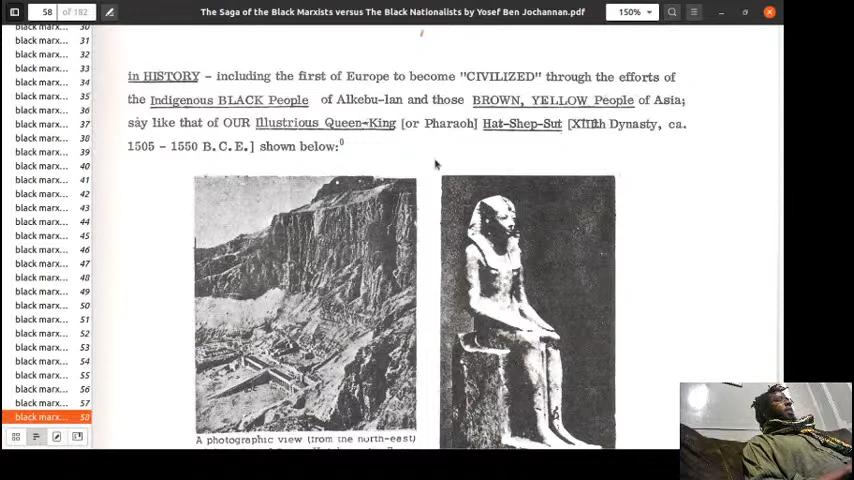 58 of 182
The Saga of the Black Marxists versus The Black Nationalists by Yosef Ben Jochannan.pdf
150%
black marx... 30
black marx... 31
black marx... 32
black marx... 33
black marx... 34
black marx... 35
black marx... 36
black marx... 37
black marx... 38
black marx... 39
black marx... 40
black marx... 41
black marx... 42
black marx... 43
black marx... 44
black marx... 45
black marx... 46
black marx... 47
black marx... 48
black marx... 49
black marx... 50
black marx... 51
black marx... 52
black marx... 53
black marx... 54
black marx... 55
black marx... 56
black marx... 57
black marx... 58
in HISTORY - including the first of Europe to become "CIVILIZED" through the efforts of
the Indigenous BLACK People of Alkebu-lan and those BROWN, YELLOW People of Asia;
say like that of OUR Illustrious Queen-King [or Pharaoh] Hat-Shep-Sut Dynasty, ca.
1505 - 1550 B.C.E.] shown below:0
A photographic view (from the north-east)